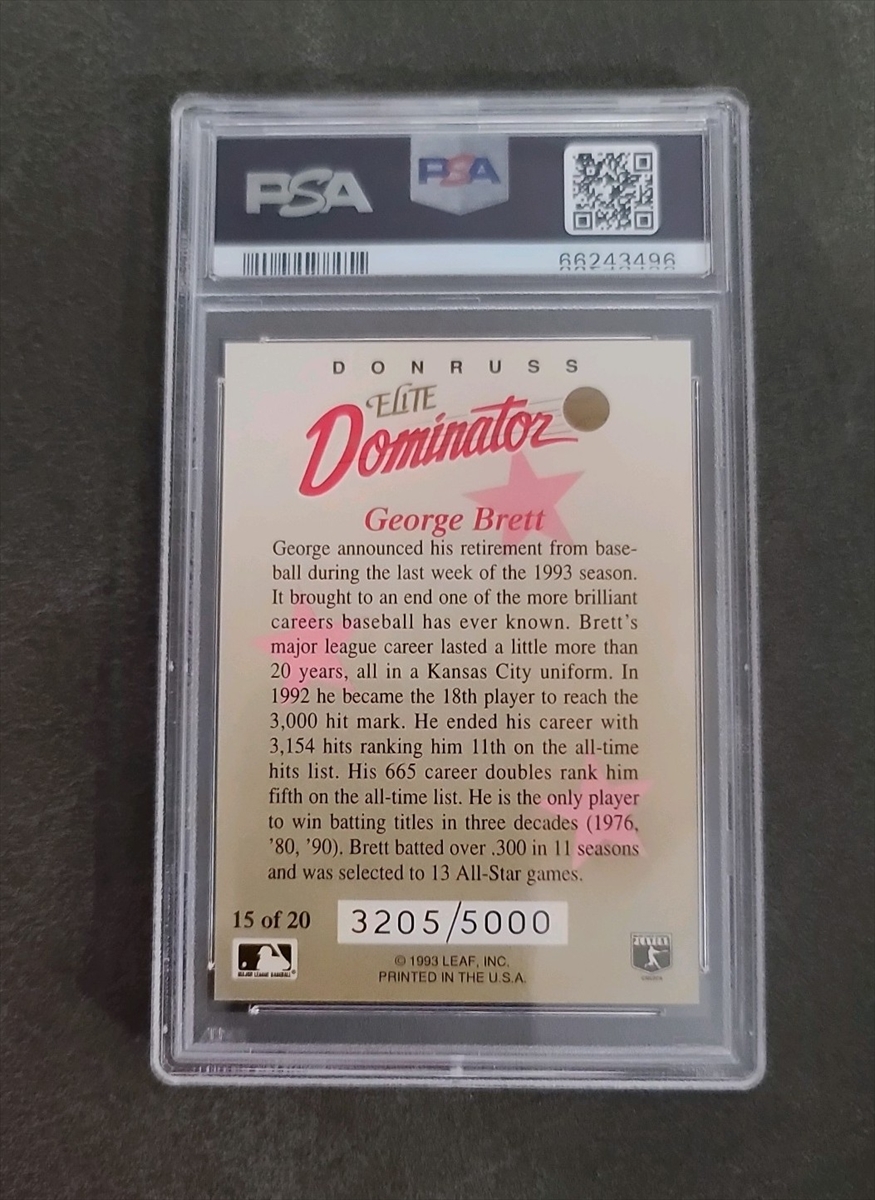 PSA
PSA
66243496
DONRUSS
ELITE
Dominator
George Brett
George announced his retirement from base-
ball during the last week of the 1993 season.
It brought to an end one of the more brilliant
careers baseball has ever known. Brett's
major league career lasted a little more than
20 years, all in a Kansas City uniform. In
1992 he became the 18th player to reach the
3,000 hit mark. He ended his career with
3,154 hits ranking him 11th on the all-time
hits list. His 665 career doubles rank him
fifth on the all-time list. He is the only player
to win batting titles in three decades (1976,
'80, '90). Brett batted over .300 in 11 seasons
and was selected to 13 All-Star games.
15 of 20
3205/5000
MAJOR LEAGUE BASEBALL
© 1993 LEAF, INC.
PRINTED IN THE U.S.A.
PLAYERS